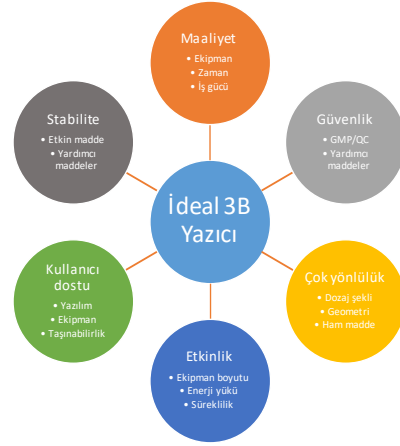 Maaliyet
• Ekipman
• Zaman
• İş gücü
Stabilite
• Etkin madde
• Yardımcı
maddeler
Güvenlik
• GMP/QC
• Yardımcı
maddeler
İdeal 3B
Yazıcı
Kullanıcı
dostu
• Yazılım
• Ekipman
• Taşınabilirlik
Çok yönlülük
• Dozaj şekli
• Geometri
• Ham madde
Etkinlik
• Ekipman boyutu
• Enerji yükü
• Süreklilik